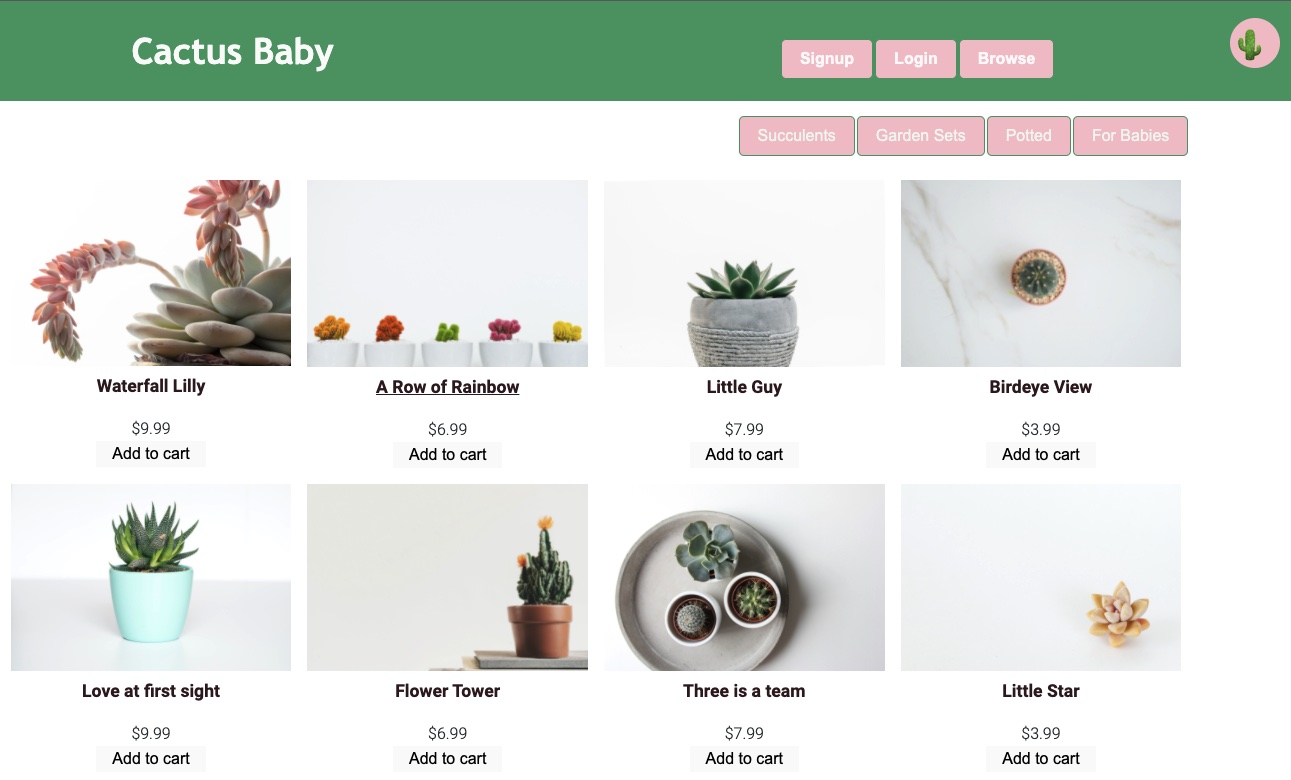 Cactus Baby
Signup Login Browse
Succulents Garden Sets Potted For Babies
Waterfall Lilly A Row of Rainbow Little Guy Birdeye View
$9.99 $6.99 $7.99 $3.99
Add to cart Add to cart Add to cart Add to cart
Love at first sight Flower Tower Three is a team Little Star
$9.99 $6.99 $7.99 $3.99
Add to cart Add to cart Add to cart Add to cart